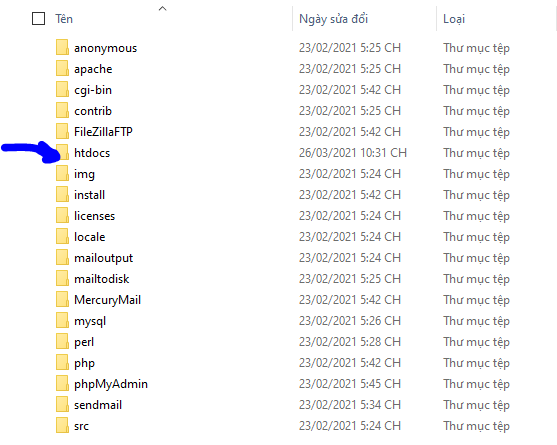 Tên Ngày sửa đổi Loại
anonymous 23/02/2021 5:25 CH Thư mục tệp
apache 23/02/2021 5:25 CH Thư mục tệp
cgi-bin 23/02/2021 5:42 CH Thư mục tệp
contrib 23/02/2021 5:25 CH Thư mục tệp
FileZillaFTP 23/02/2021 5:42 CH Thư mục tệp
htdocs 26/03/2021 10:31 CH Thư mục tệp
img 23/02/2021 5:24 CH Thư mục tệp
install 23/02/2021 5:42 CH Thư mục tệp
licenses 23/02/2021 5:24 CH Thư mục tệp
locale 23/02/2021 5:24 CH Thư mục tệp
mailoutput 23/02/2021 5:24 CH Thư mục tệp
mailtodisk 23/02/2021 5:25 CH Thư mục tệp
MercuryMail 23/02/2021 5:42 CH Thư mục tệp
mysql 23/02/2021 5:26 CH Thư mục tệp
perl 23/02/2021 5:28 CH Thư mục tệp
php 23/02/2021 5:42 CH Thư mục tệp
phpMyAdmin 23/02/2021 5:45 CH Thư mục tệp
sendmail 23/02/2021 5:34 CH Thư mục tệp
src 23/02/2021 5:24 CH Thư mục tệp